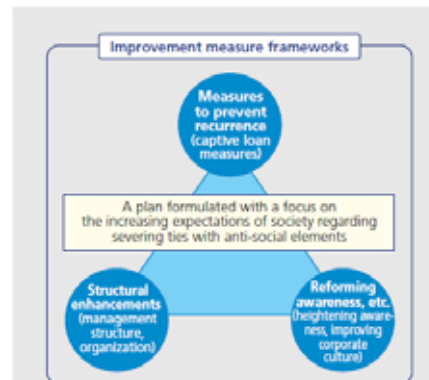 Improvement measure frameworks
Measures
to prevent
recurrence
(captive loan
measures)
A plan formulated with a focus on
the increasing expectations of society regarding
severing ties with anti-social elements
Structural
enhancements
(management
structure,
organization)
Reforming
awareness, etc.
(heightening aware-
ness, improving
corporate
culture)